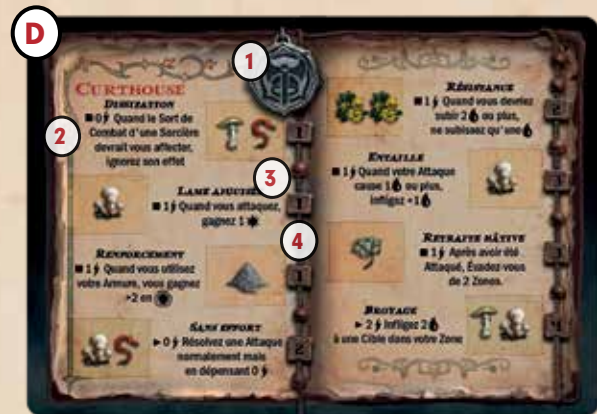 D
1
2
3
4
CURTHOUSE
DISSIPATION
■ 0 Quand le Sort de
Combat d'une Sorcière
devrait vous affecter,
ignorez son effet
1
LAME AIGUISÉE
■ 1 Quand vous attaquez,
gagnez 1
1
RENFORCEMENT
■ 1 Quand vous utilisez
votre Armure, vous gagnez
+2 en
1
SANS EFFORT
► 0 Résolvez une Attaque
normalement mais
en dépensant 0
2
RÉSISTANCE
■ 1 Quand vous devriez
subir 2 ou plus,
ne subissez qu'une
2
ENTAILLE
■ 1 Quand votre Attaque
cause 1 ou plus,
infligez +1
RETRAITE HÂTIVE
■ 1 Après avoir été
Attaqué, Évadez-vous
de 2 Zones.
BROYAGE
► 2 Infligez 2
à une Cible dans votre Zone